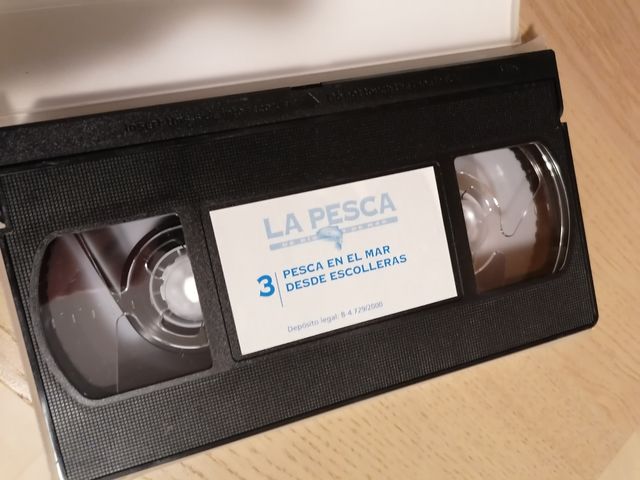 LA PESCA
3
PESCA EN EL MAR
DESDE ESCOLLERAS
Depósito legal: B-4.729/2000